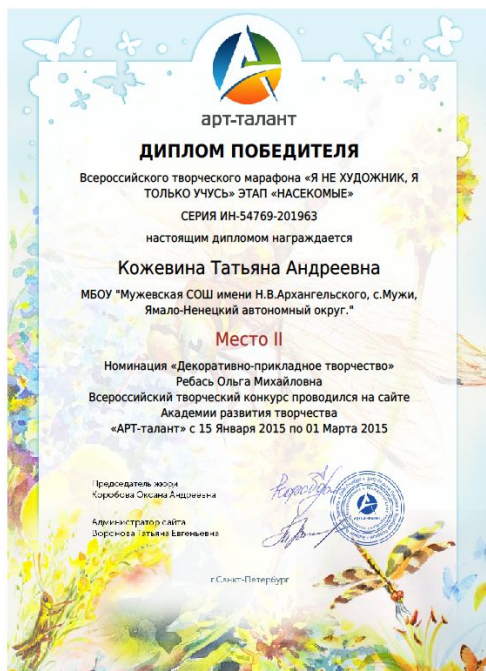 арт-талант
ДИПЛОМ ПОБЕДИТЕЛЯ
Всероссийского творческого марафона «Я НЕ ХУДОЖНИК, Я
ТОЛЬКО УЧУСЬ» ЭТАП «НАСЕКОМЫЕ»
СЕРИЯ ИН-54769-201963
настоящим дипломом награждается
Кожевина Татьяна Андреевна
МБОУ "Мужевская СОШ имени Н.В.Архангельского, с.Мужи,
Ямало-Ненецкий автономный округ."
Место II
Номинация «Декоративно-прикладное творчество»
Ребась Ольга Михайловна
Всероссийский творческий конкурс проводился на сайте
Академии развития творчества
«АРТ-талант» с 15 Января 2015 по 01 Марта 2015
Председатель жюри
Коробова Оксана Андреевна
Администратор сайта
Воронова Татьяна Евгеньевна
г.Санкт-Петербург